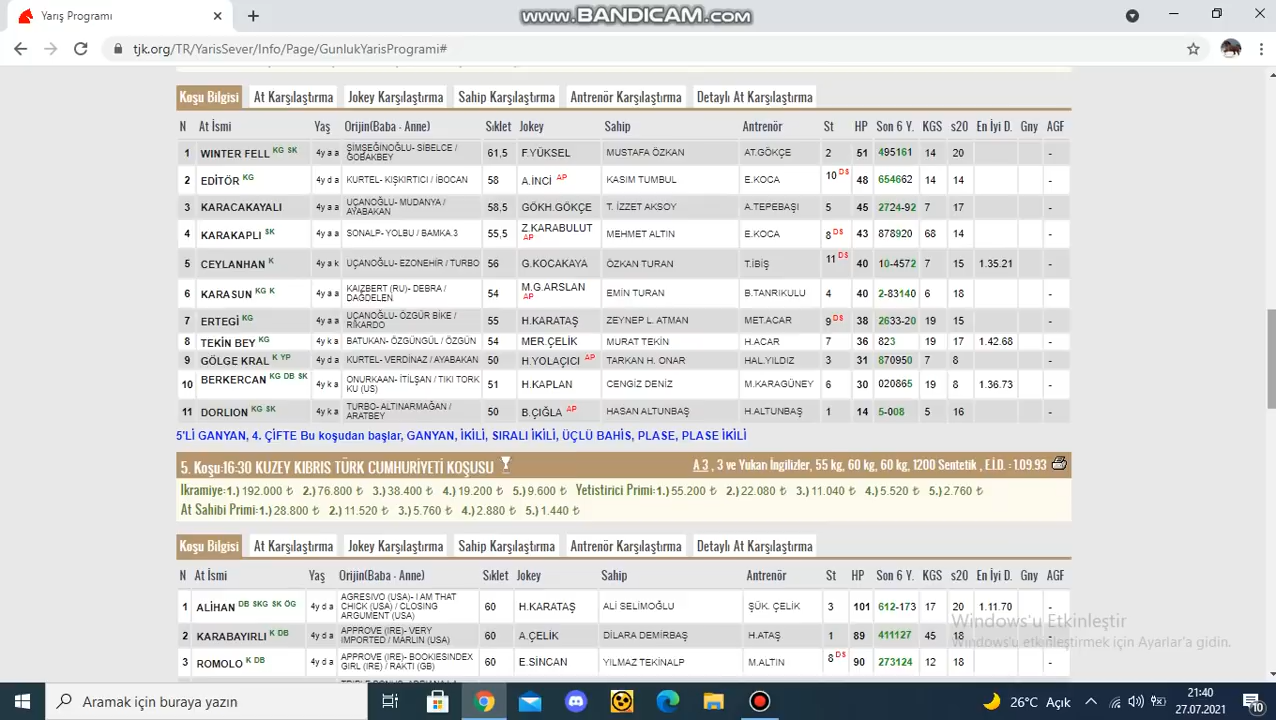 Yarış Programı
www.BANDICAM.com
tjk.org/TR/YarisSever/Info/Page/GunlukYarisProgrami#
Koşu Bilgisi At Karşılaştırma Jokey Karşılaştırma Sahip Karşılaştırma Antrenör Karşılaştırma Detaylı At Karşılaştırma
N At İsmi Yaş Orijin(Baba - Anne) Sıklet Jokey Sahip Antrenör St HP Son 6 Y. KGS s20 En İyi D. Gny AGF
1 WINTER FELL KG SK 4y a a ŞİMŞEĞİNOĞLU- SİBELCE / GÖBAKBEY 61,5 F.YÜKSEL MUSTAFA ÖZKAN AT.GÖKÇE 2 51 495161 14 20 -
2 EDİTÖR KG 4y d a KURTEL- KIŞKIRTICI / İBOCAN 58 A.İNCİ AP KASIM TUMBUL E.KOCA 10 DS 48 654662 14 14 -
3 KARACAKAYALI 4y a a UÇANOĞLU- MUDANYA / AYABAKAN 58,5 GÖKH.GÖKÇE T. İZZET AKSOY A.TEPEBAŞI 5 45 2724-92 7 17 -
4 KARAKAPLI SK 4y a a SONALP- YOLBU / BAMKA.3 55,5 Z.KARABULUT AP MEHMET ALTIN E.KOCA 8 DS 43 878920 68 14 -
5 CEYLANHAN K 4y a k UÇANOĞLU- EZONEHİR / TURBO 56 G.KOCAKAYA ÖZKAN TURAN T.İBİŞ 11 DS 40 10-4572 7 15 1.35.21 -
6 KARASUN KG K 4y a a KAIZBERT (RU)- DEBRA / DAĞDELEN 54 M.G.ARSLAN AP EMİN TURAN B.TANRIKULU 4 40 2-83140 6 18 -
7 ERTEGİ KG 4y a a UÇANOĞLU- ÖZGÜR BİKE / RİKARDO 55 H.KARATAŞ ZEYNEP L. ATMAN MET.ACAR 9 DS 38 2633-20 19 15 -
8 TEKİN BEY KG 4y k a BATUKAN- ÖZGÜNGÜL / ÖZGÜN 54 MER.ÇELİK MURAT TEKİN H.ACAR 7 36 823 19 17 1.42.68 -
9 GÖLGE KRAL K YP 4y d a KURTEL- VERDİNAZ / AYABAKAN 50 H.YOLAÇICI AP TARKAN H. ONAR HAL.YILDIZ 3 31 870950 7 8 -
10 BERKERCAN KG DB SK 4y k a ONURKAAN- İTİLŞAN / TIKI TORK KU (US) 51 H.KAPLAN CENGİZ DENİZ M.KARAGÜNEY 6 30 020865 19 8 1.36.73 -
11 DORLION KG SK 4y k a TURBO- ALTINARMAĞAN / ARATBEY 50 B.ÇIĞLA AP HASAN ALTUNBAŞ H.ALTUNBAŞ 1 14 5-008 5 16 -
5'Lİ GANYAN, 4. ÇİFTE Bu koşudan başlar, GANYAN, İKİLİ, SIRALI İKİLİ, ÜÇLÜ BAHİS, PLASE, PLASE İKİLİ
5. Koşu:16:30 KUZEY KIBRIS TÜRK CUMHURİYETİ KOŞUSU A 3 , 3 ve Yukarı İngilizler, 55 kg, 60 kg, 60 kg, 1200 Sentetik , E.İ.D. : 1.09.93
Ikramiye:1.) 192.000 ₺ 2.) 76.800 ₺ 3.) 38.400 ₺ 4.) 19.200 ₺ 5.) 9.600 ₺ Yetistirici Primi:1.) 55.200 ₺ 2.) 22.080 ₺ 3.) 11.040 ₺ 4.) 5.520 ₺ 5.) 2.760 ₺
At Sahibi Primi:1.) 28.800 ₺ 2.) 11.520 ₺ 3.) 5.760 ₺ 4.) 2.880 ₺ 5.) 1.440 ₺
Koşu Bilgisi At Karşılaştırma Jokey Karşılaştırma Sahip Karşılaştırma Antrenör Karşılaştırma Detaylı At Karşılaştırma
N At İsmi Yaş Orijin(Baba - Anne) Sıklet Jokey Sahip Antrenör St HP Son 6 Y. KGS s20 En İyi D. Gny AGF
1 ALİHAN DB SKG SK ÖG 4y d a AGRESIVO (USA)- I AM THAT CHICK (USA) / CLOSING ARGUMENT (USA) 60 H.KARATAŞ ALİ SELİMOĞLU ŞÜK. ÇELİK 3 101 612-173 17 20 1.11.70 -
2 KARABAYIRLI K DB 4y d a APPROVE (IRE)- VERY IMPORTED / MARLIN (USA) 60 A.ÇELİK DİLARA DEMİRBAŞ H.ATAŞ 1 89 411127 45 18 -
3 ROMOLO K DB 4y d a APPROVE (IRE)- BOOKIESINDEX GIRL (IRE) / RAKTI (GB) 60 E.SİNCAN YILMAZ TEKİNALP M.ALTIN 8 DS 90 273124 12 18 -
Windows'u Etkinleştir
Windows'u etkinleştirmek için Ayarlar'a gidin.
Aramak için buraya yazın
26°C Açık
21:40
27.07.2021
10